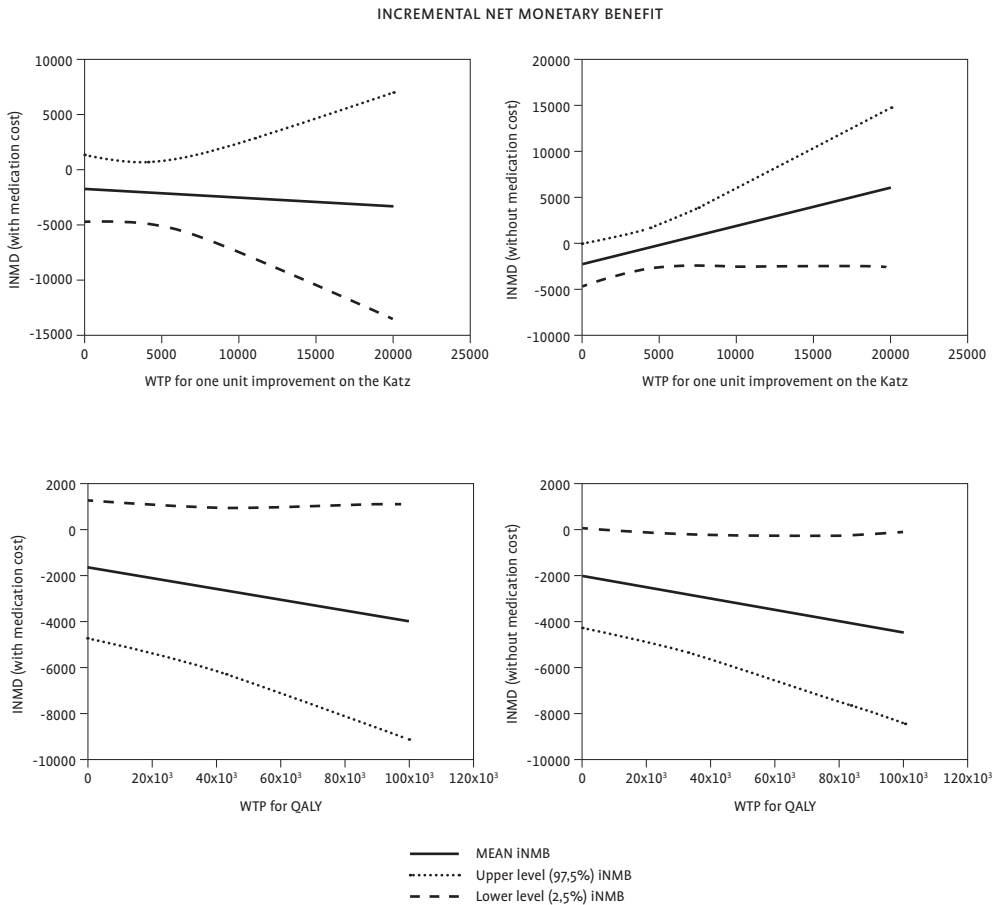 INCREMENTAL NET MONETARY BENEFIT
INMD (with medication cost)
10000
5000
0
-5000
-10000
-15000
0 5000 10000 15000 20000 25000
WTP for one unit improvement on the Katz
INMD (without medication cost)
20000
15000
10000
5000
0
-5000
-10000
0 5000 10000 15000 20000 25000
WTP for one unit improvement on the Katz
INMD (with medication cost)
2000
0
-2000
-4000
-6000
-8000
-10000
0 20x10³ 40x10³ 60x10³ 80x10³ 100x10³ 120x10³
WTP for QALY
INMD (without medication cost)
2000
0
-2000
-4000
-6000
-8000
-10000
0 20x10³ 40x10³ 60x10³ 80x10³ 100x10³ 120x10³
WTP for QALY
MEAN iNMB
Upper level (97,5%) iNMB
Lower level (2,5%) iNMB